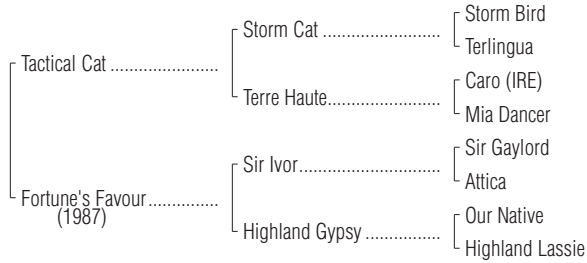 Storm Bird
Storm Cat ........................
Terlingua
Tactical Cat ......................
Caro (IRE)
Terre Haute.......................
Mia Dancer
Sir Gaylord
Sir Ivor.............................
Attica
Fortune's Favour..............
(1987)
Our Native
Highland Gypsy ...............
Highland Lassie